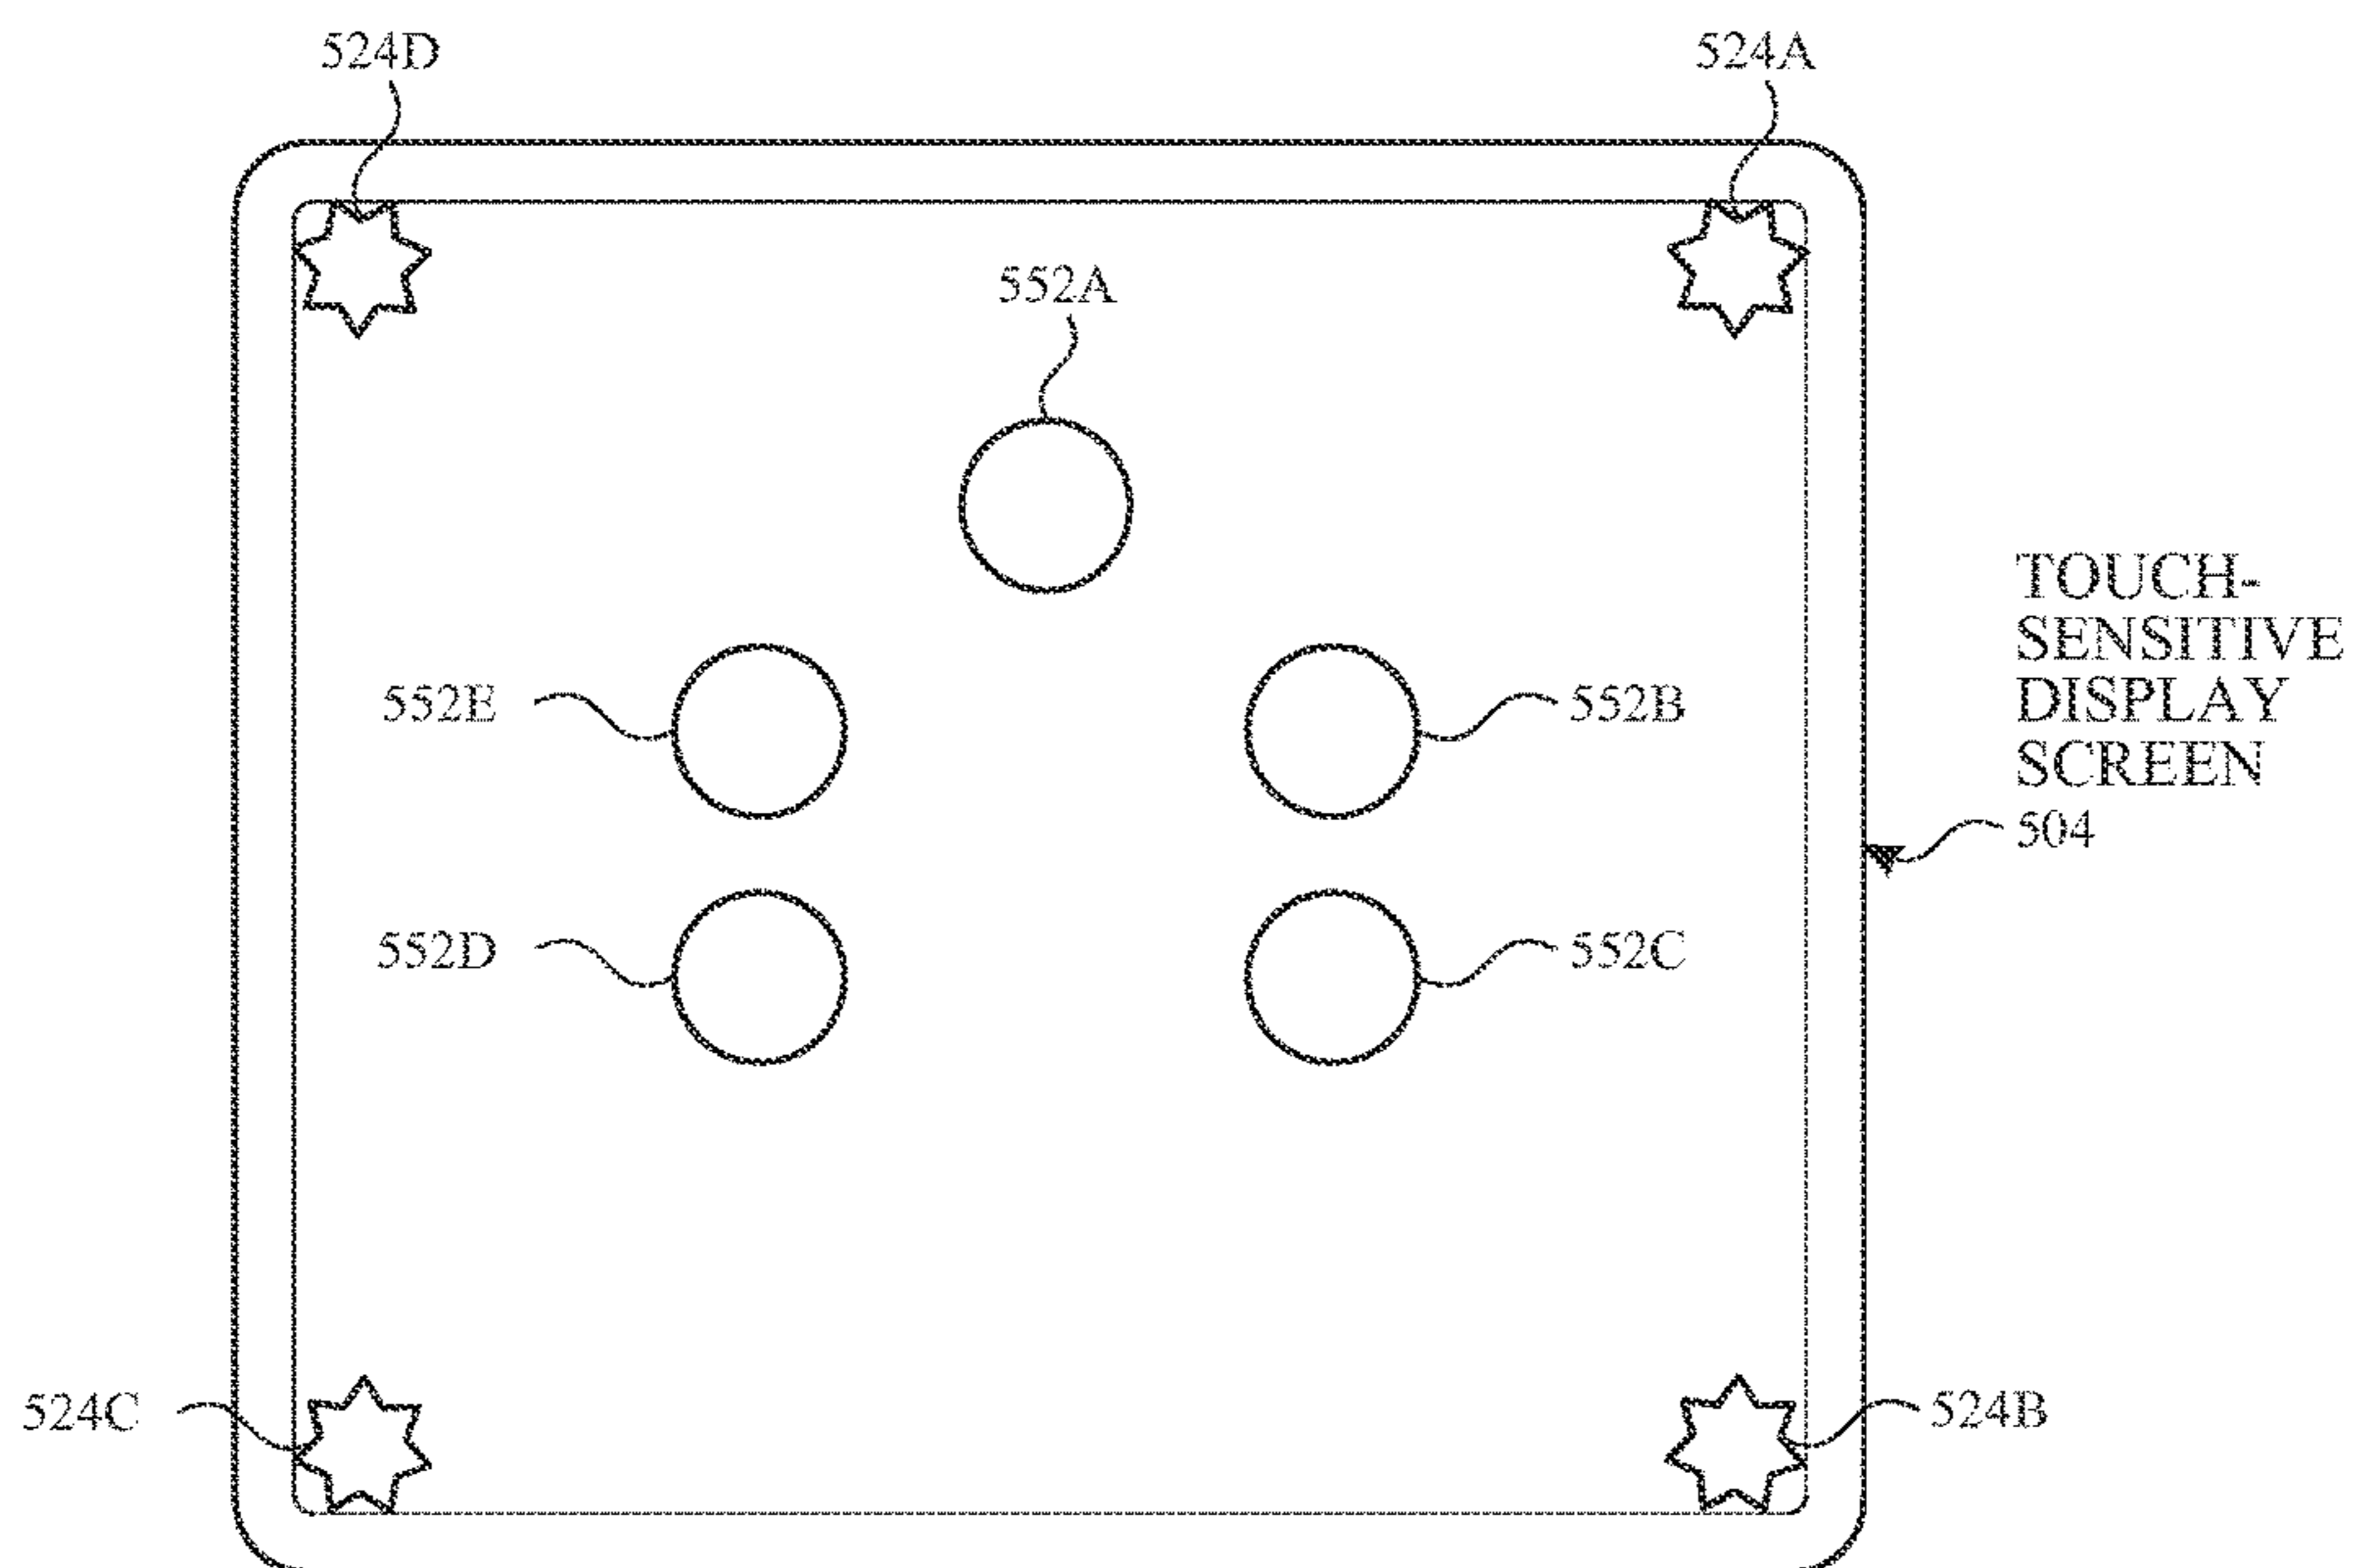 524D
524A
552A
552E
552B
TOUCH-
SENSITIVE
DISPLAY
SCREEN
504
552D
552C
524C
524B